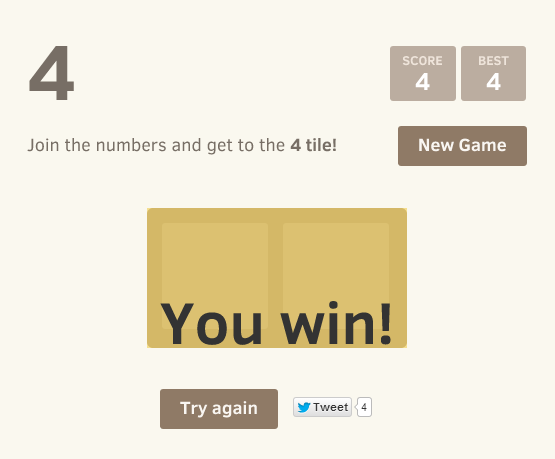 4
SCORE BEST
4 4
Join the numbers and get to the 4 tile!
New Game
You win!
Try again
Tweet 4